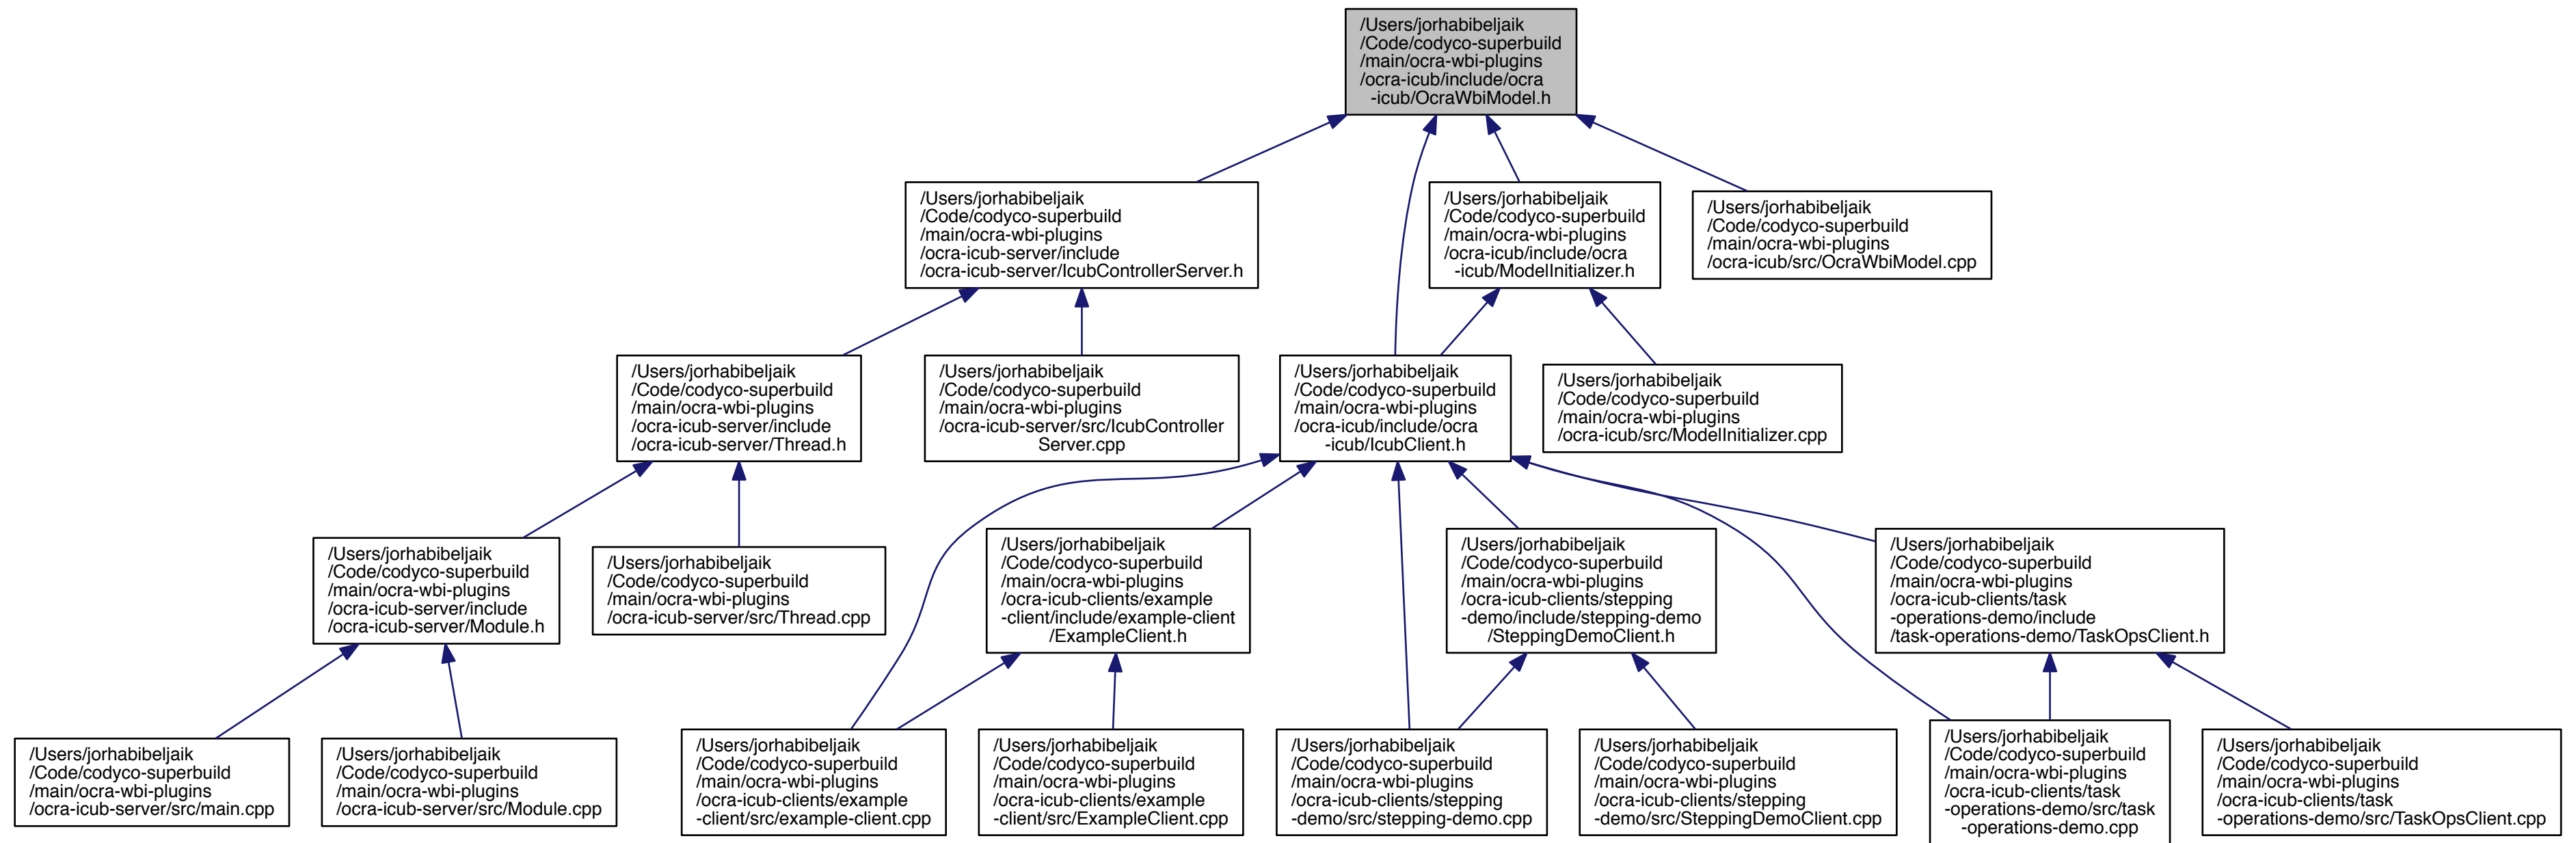 /Users/jorhabibeljaik
/Code/codyco-superbuild
/main/ocra-wbi-plugins
/ocra-icub/include/ocra
-icub/OcraWbiModel.h
/Users/jorhabibeljaik
/Code/codyco-superbuild
/main/ocra-wbi-plugins
/ocra-icub-server/include
/ocra-icub-server/IcubControllerServer.h
/Users/jorhabibeljaik
/Code/codyco-superbuild
/main/ocra-wbi-plugins
/ocra-icub/include/ocra
-icub/ModelInitializer.h
/Users/jorhabibeljaik
/Code/codyco-superbuild
/main/ocra-wbi-plugins
/ocra-icub/src/OcraWbiModel.cpp
/Users/jorhabibeljaik
/Code/codyco-superbuild
/main/ocra-wbi-plugins
/ocra-icub-server/include
/ocra-icub-server/Thread.h
/Users/jorhabibeljaik
/Code/codyco-superbuild
/main/ocra-wbi-plugins
/ocra-icub-server/src/IcubController
Server.cpp
/Users/jorhabibeljaik
/Code/codyco-superbuild
/main/ocra-wbi-plugins
/ocra-icub/include/ocra
-icub/IcubClient.h
/Users/jorhabibeljaik
/Code/codyco-superbuild
/main/ocra-wbi-plugins
/ocra-icub/src/ModelInitializer.cpp
/Users/jorhabibeljaik
/Code/codyco-superbuild
/main/ocra-wbi-plugins
/ocra-icub-server/include
/ocra-icub-server/Module.h
/Users/jorhabibeljaik
/Code/codyco-superbuild
/main/ocra-wbi-plugins
/ocra-icub-server/src/Thread.cpp
/Users/jorhabibeljaik
/Code/codyco-superbuild
/main/ocra-wbi-plugins
/ocra-icub-clients/example
-client/include/example-client
/ExampleClient.h
/Users/jorhabibeljaik
/Code/codyco-superbuild
/main/ocra-wbi-plugins
/ocra-icub-clients/stepping
-demo/include/stepping-demo
/SteppingDemoClient.h
/Users/jorhabibeljaik
/Code/codyco-superbuild
/main/ocra-wbi-plugins
/ocra-icub-clients/task
-operations-demo/include
/task-operations-demo/TaskOpsClient.h
/Users/jorhabibeljaik
/Code/codyco-superbuild
/main/ocra-wbi-plugins
/ocra-icub-server/src/main.cpp
/Users/jorhabibeljaik
/Code/codyco-superbuild
/main/ocra-wbi-plugins
/ocra-icub-server/src/Module.cpp
/Users/jorhabibeljaik
/Code/codyco-superbuild
/main/ocra-wbi-plugins
/ocra-icub-clients/example
-client/src/example-client.cpp
/Users/jorhabibeljaik
/Code/codyco-superbuild
/main/ocra-wbi-plugins
/ocra-icub-clients/example
-client/src/ExampleClient.cpp
/Users/jorhabibeljaik
/Code/codyco-superbuild
/main/ocra-wbi-plugins
/ocra-icub-clients/stepping
-demo/src/stepping-demo.cpp
/Users/jorhabibeljaik
/Code/codyco-superbuild
/main/ocra-wbi-plugins
/ocra-icub-clients/stepping
-demo/src/SteppingDemoClient.cpp
/Users/jorhabibeljaik
/Code/codyco-superbuild
/main/ocra-wbi-plugins
/ocra-icub-clients/task
-operations-demo/src/task
-operations-demo.cpp
/Users/jorhabibeljaik
/Code/codyco-superbuild
/main/ocra-wbi-plugins
/ocra-icub-clients/task
-operations-demo/src/TaskOpsClient.cpp